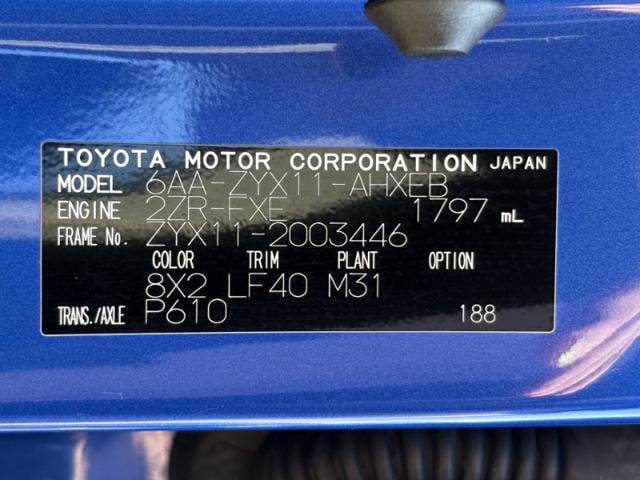 TOYOTA MOTOR CORPORATION JAPAN
MODEL 6AA-ZYX11-AHXEB
ENGINE 2ZR-FXE 1797 mL
FRAME No. ZYX11-2003446
COLOR TRIM PLANT OPTION
8X2 LF40 M31
TRANS./AXLE P610 188